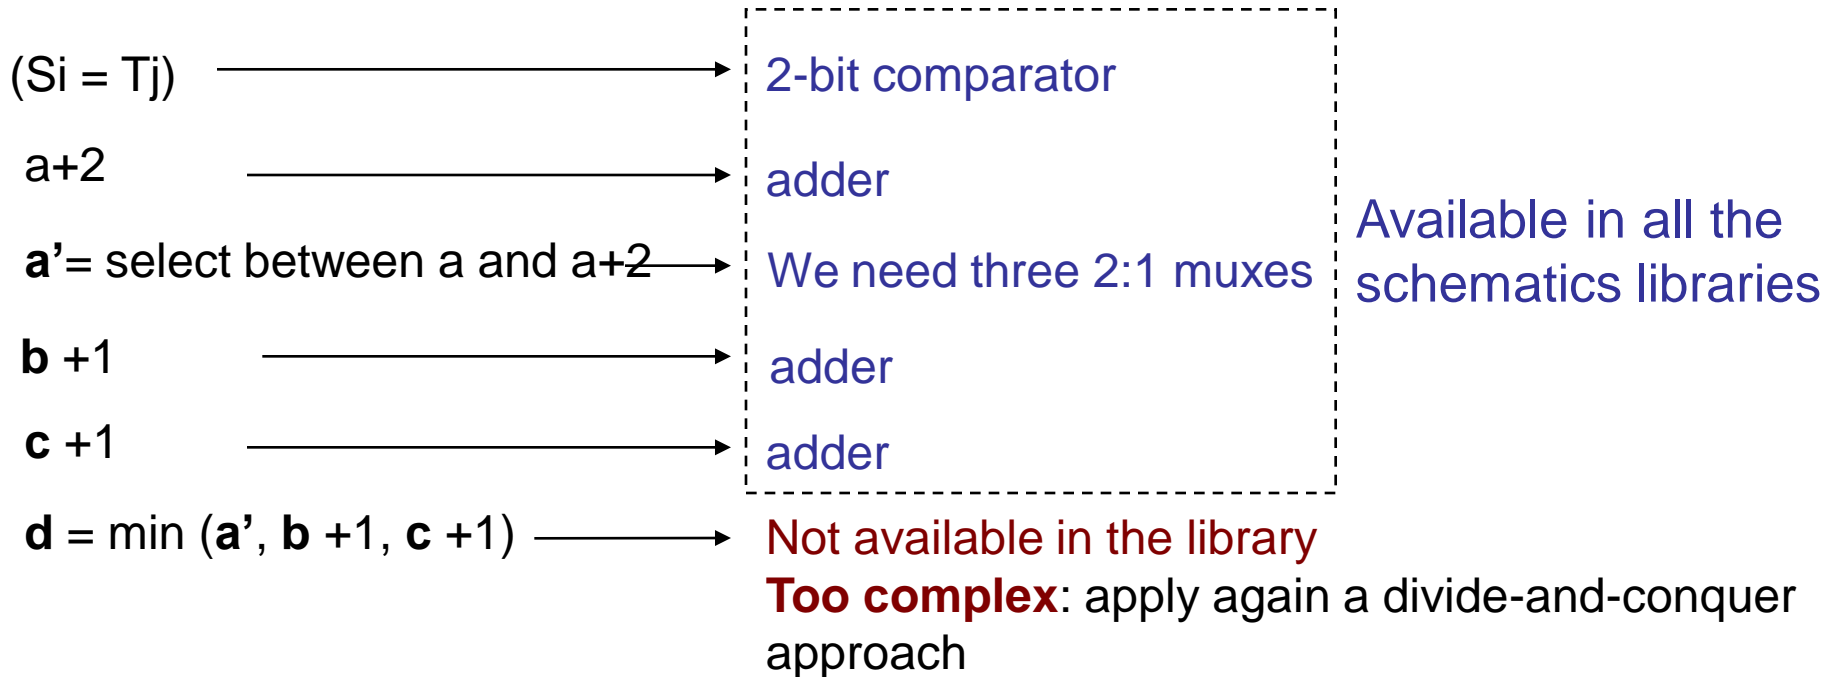 (Si = Tj)
2-bit comparator
a+2
adder
a’= select between a and a+2
We need three 2:1 muxes
Available in all the
schematics libraries
b +1
adder
c +1
adder
d = min (a’, b +1, c +1)
Not available in the library
Too complex: apply again a divide-and-conquer
approach